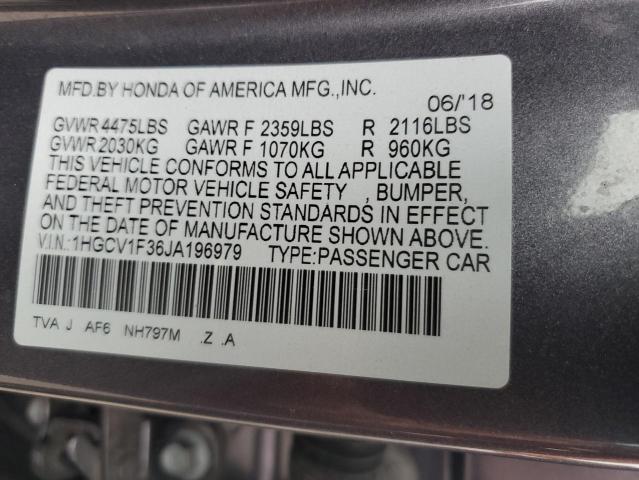 MFD.BY HONDA OF AMERICA MFG.,INC.
06/'18
GVWR 4475LBS GAWR F 2359LBS R 2116LBS
GVWR 2030KG GAWR F 1070KG R 960KG
THIS VEHICLE CONFORMS TO ALL APPLICABLE
FEDERAL MOTOR VEHICLE SAFETY , BUMPER,
AND THEFT PREVENTION STANDARDS IN EFFECT
ON THE DATE OF MANUFACTURE SHOWN ABOVE.
V.I.N.:1HGCV1F36JA196979 TYPE:PASSENGER CAR
TVA J AF6 NH797M .Z .A